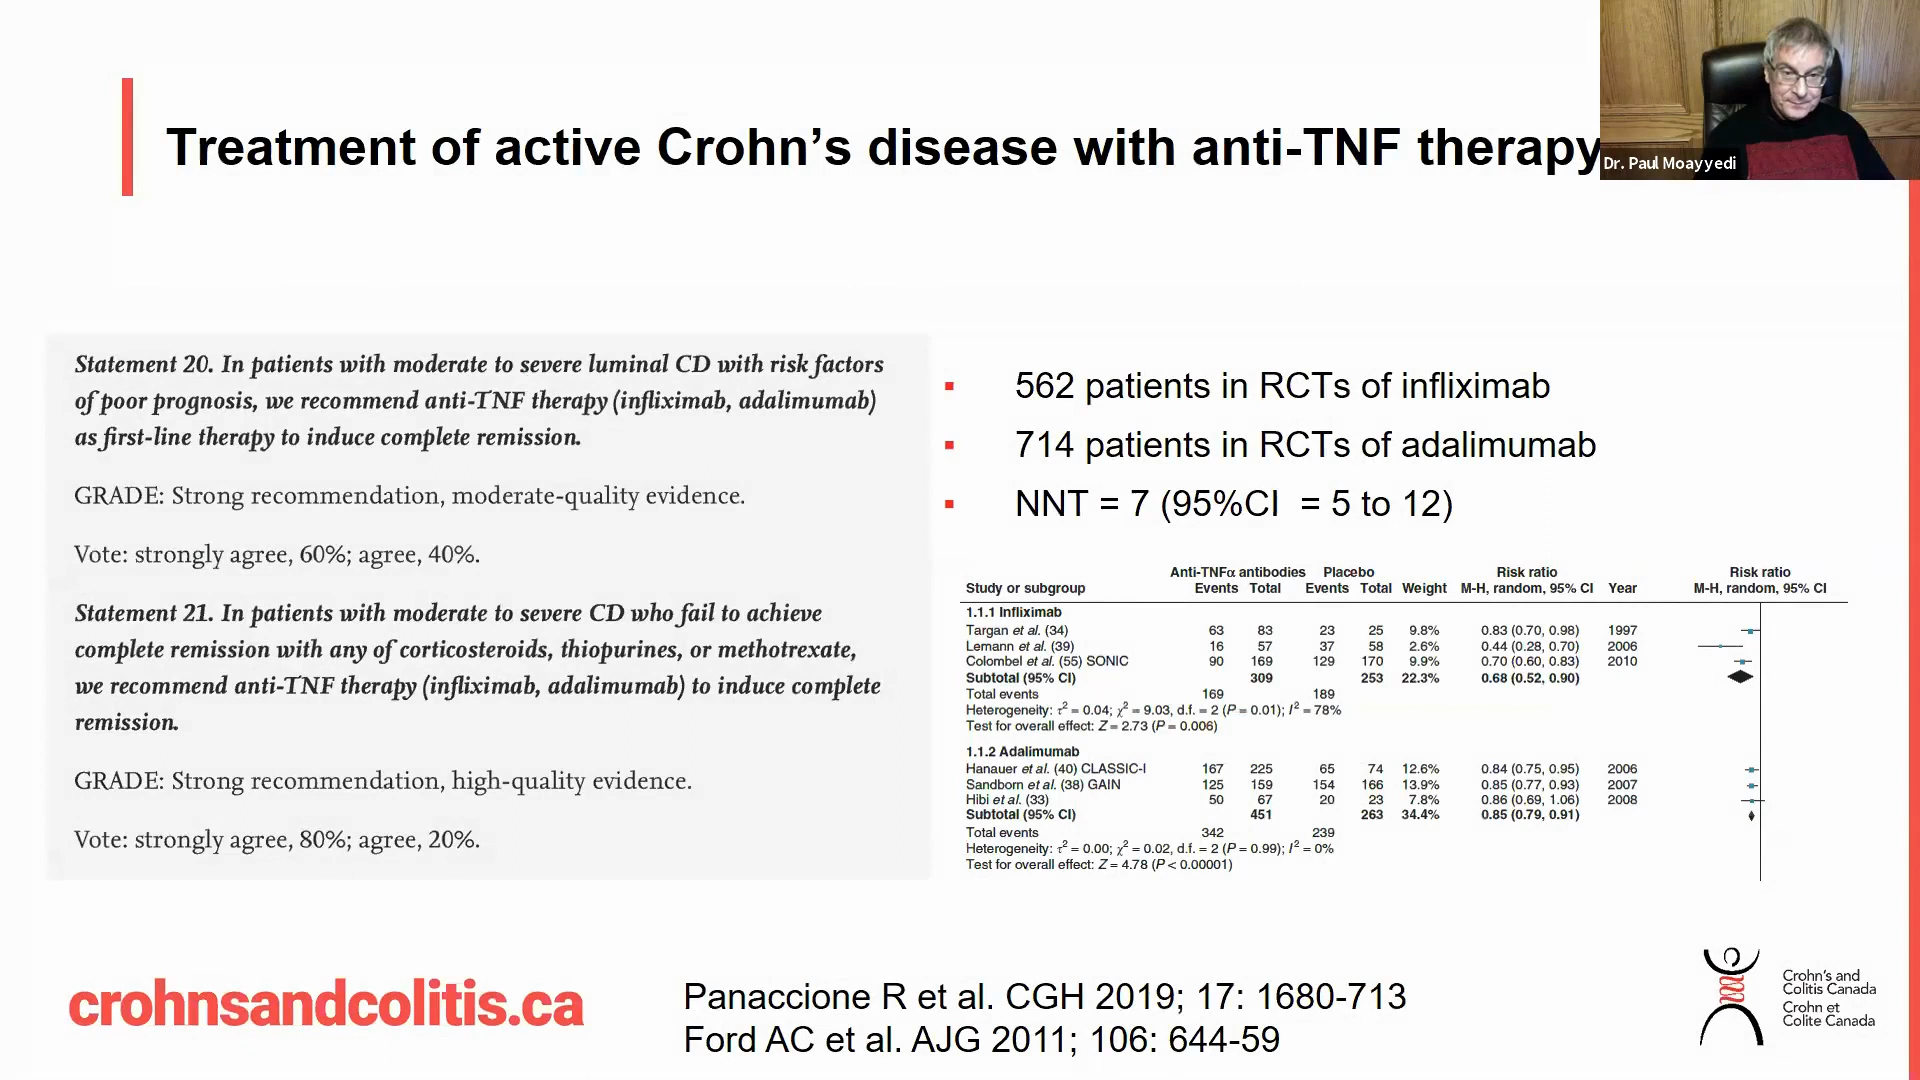 Treatment of active Crohn's disease with anti-TNF therapy
Dr. Paul Moayyedi
Statement 20. In patients with moderate to severe luminal CD with risk factors
of poor prognosis, we recommend anti-TNF therapy (infliximab, adalimumab)
as first-line therapy to induce complete remission.
GRADE: Strong recommendation, moderate-quality evidence.
Vote: strongly agree, 60%; agree, 40%.
Statement 21. In patients with moderate to severe CD who fail to achieve
complete remission with any of corticosteroids, thiopurines, or methotrexate,
we recommend anti-TNF therapy (infliximab, adalimumab) to induce complete
remission.
GRADE: Strong recommendation, high-quality evidence.
Vote: strongly agree, 80%; agree, 20%.
▪ 562 patients in RCTs of infliximab
▪ 714 patients in RCTs of adalimumab
▪ NNT = 7 (95%CI = 5 to 12)
Anti-TNFα antibodies Placebo Risk ratio Risk ratio
Study or subgroup Events Total Events Total Weight M-H, random, 95% CI Year M-H, random, 95% CI
1.1.1 Infliximab
Targan et al. (34) 63 83 23 25 9.8% 0.83 (0.70, 0.98) 1997
Lemann et al. (39) 16 57 37 58 2.6% 0.44 (0.28, 0.70) 2006
Colombel et al. (55) SONIC 90 169 129 170 9.9% 0.70 (0.60, 0.83) 2010
Subtotal (95% CI) 309 253 22.3% 0.68 (0.52, 0.90)
Total events 169 189
Heterogeneity: τ² = 0.04; χ² = 9.03, d.f. = 2 (P = 0.01); I² = 78%
Test for overall effect: Z = 2.73 (P = 0.006)
1.1.2 Adalimumab
Hanauer et al. (40) CLASSIC-I 167 225 65 74 12.6% 0.84 (0.75, 0.95) 2006
Sandborn et al. (38) GAIN 125 159 154 166 13.9% 0.85 (0.77, 0.93) 2007
Hibi et al. (33) 50 67 20 23 7.8% 0.86 (0.69, 1.06) 2008
Subtotal (95% CI) 451 263 34.4% 0.85 (0.79, 0.91)
Total events 342 239
Heterogeneity: τ² = 0.00; χ² = 0.02, d.f. = 2 (P = 0.99); I² = 0%
Test for overall effect: Z = 4.78 (P < 0.00001)
crohnsandcolitis.ca
Panaccione R et al. CGH 2019; 17: 1680-713
Ford AC et al. AJG 2011; 106: 644-59
Crohn's and
Colitis Canada
Crohn et
Colite Canada